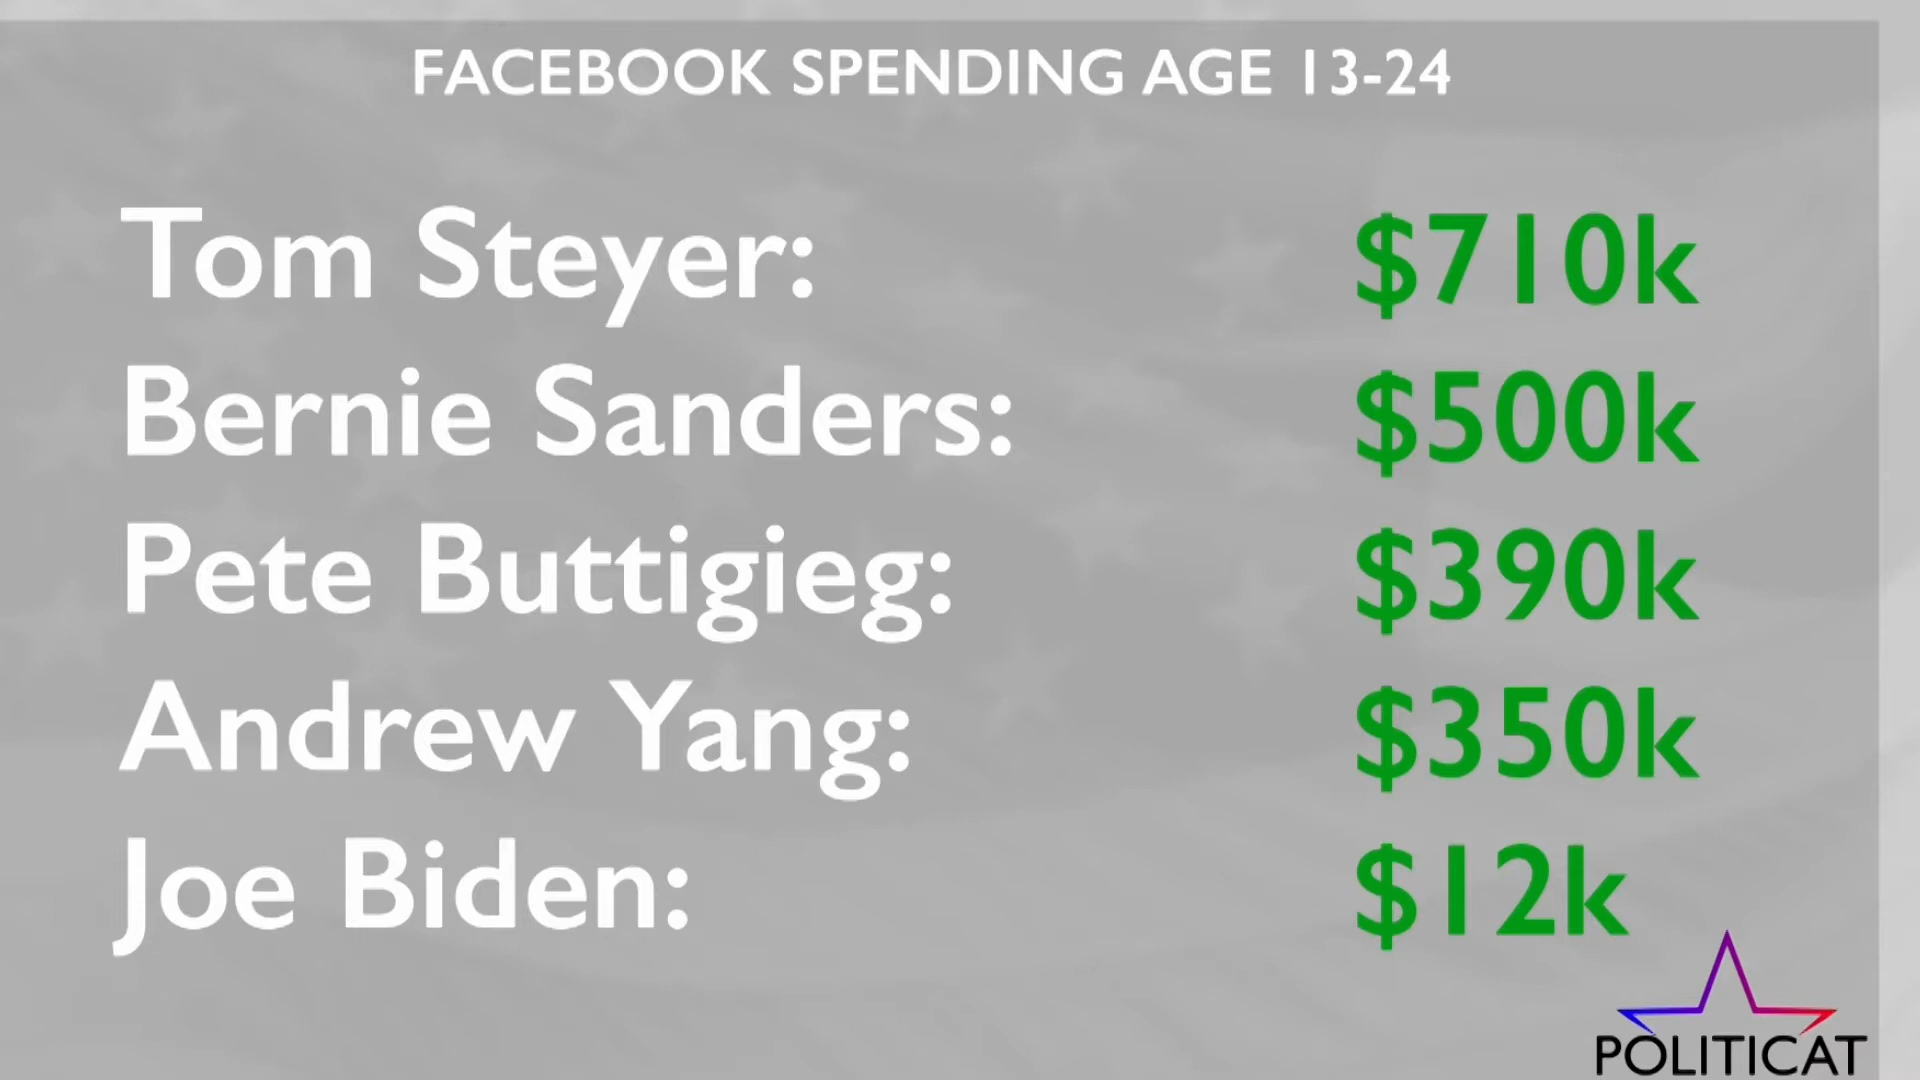 FACEBOOK SPENDING AGE 13-24
Tom Steyer: $710k
Bernie Sanders: $500k
Pete Buttigieg: $390k
Andrew Yang: $350k
Joe Biden: $12k
POLITICAT